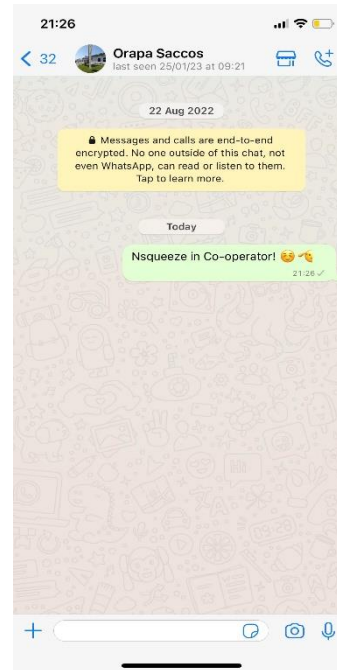 21:26
32
Orapa Saccos
last seen 25/01/23 at 09:21
22 Aug 2022
Messages and calls are end-to-end
encrypted. No one outside of this chat, not
even WhatsApp, can read or listen to them.
Tap to learn more.
Today
Nsqueeze in Co-operator!
21:26